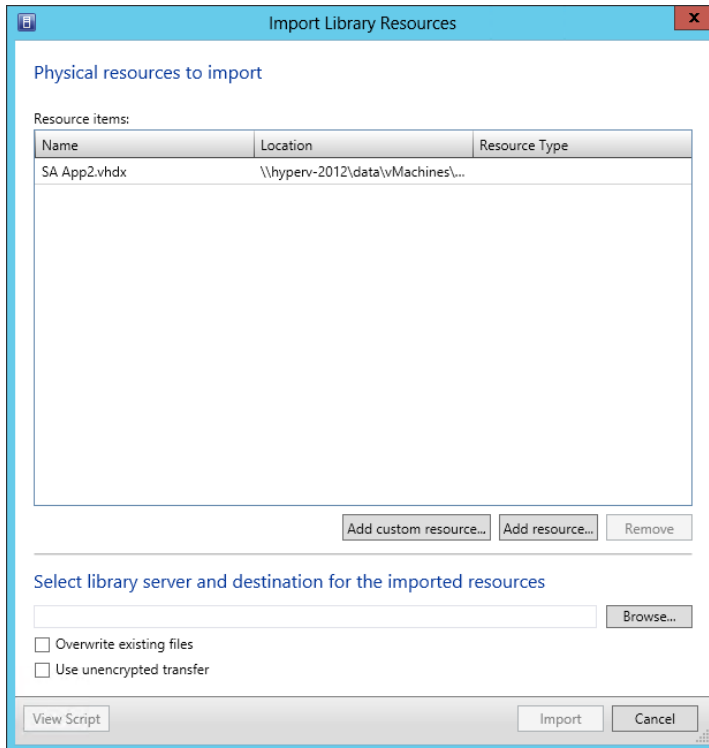 Import Library Resources
x
Physical resources to import
Resource items:
Name Location Resource Type
SA App2.vhdx \\hyperv-2012\data\vMachines\...
Add custom resource... Add resource... Remove
Select library server and destination for the imported resources
Browse...
Overwrite existing files
Use unencrypted transfer
View Script Import Cancel